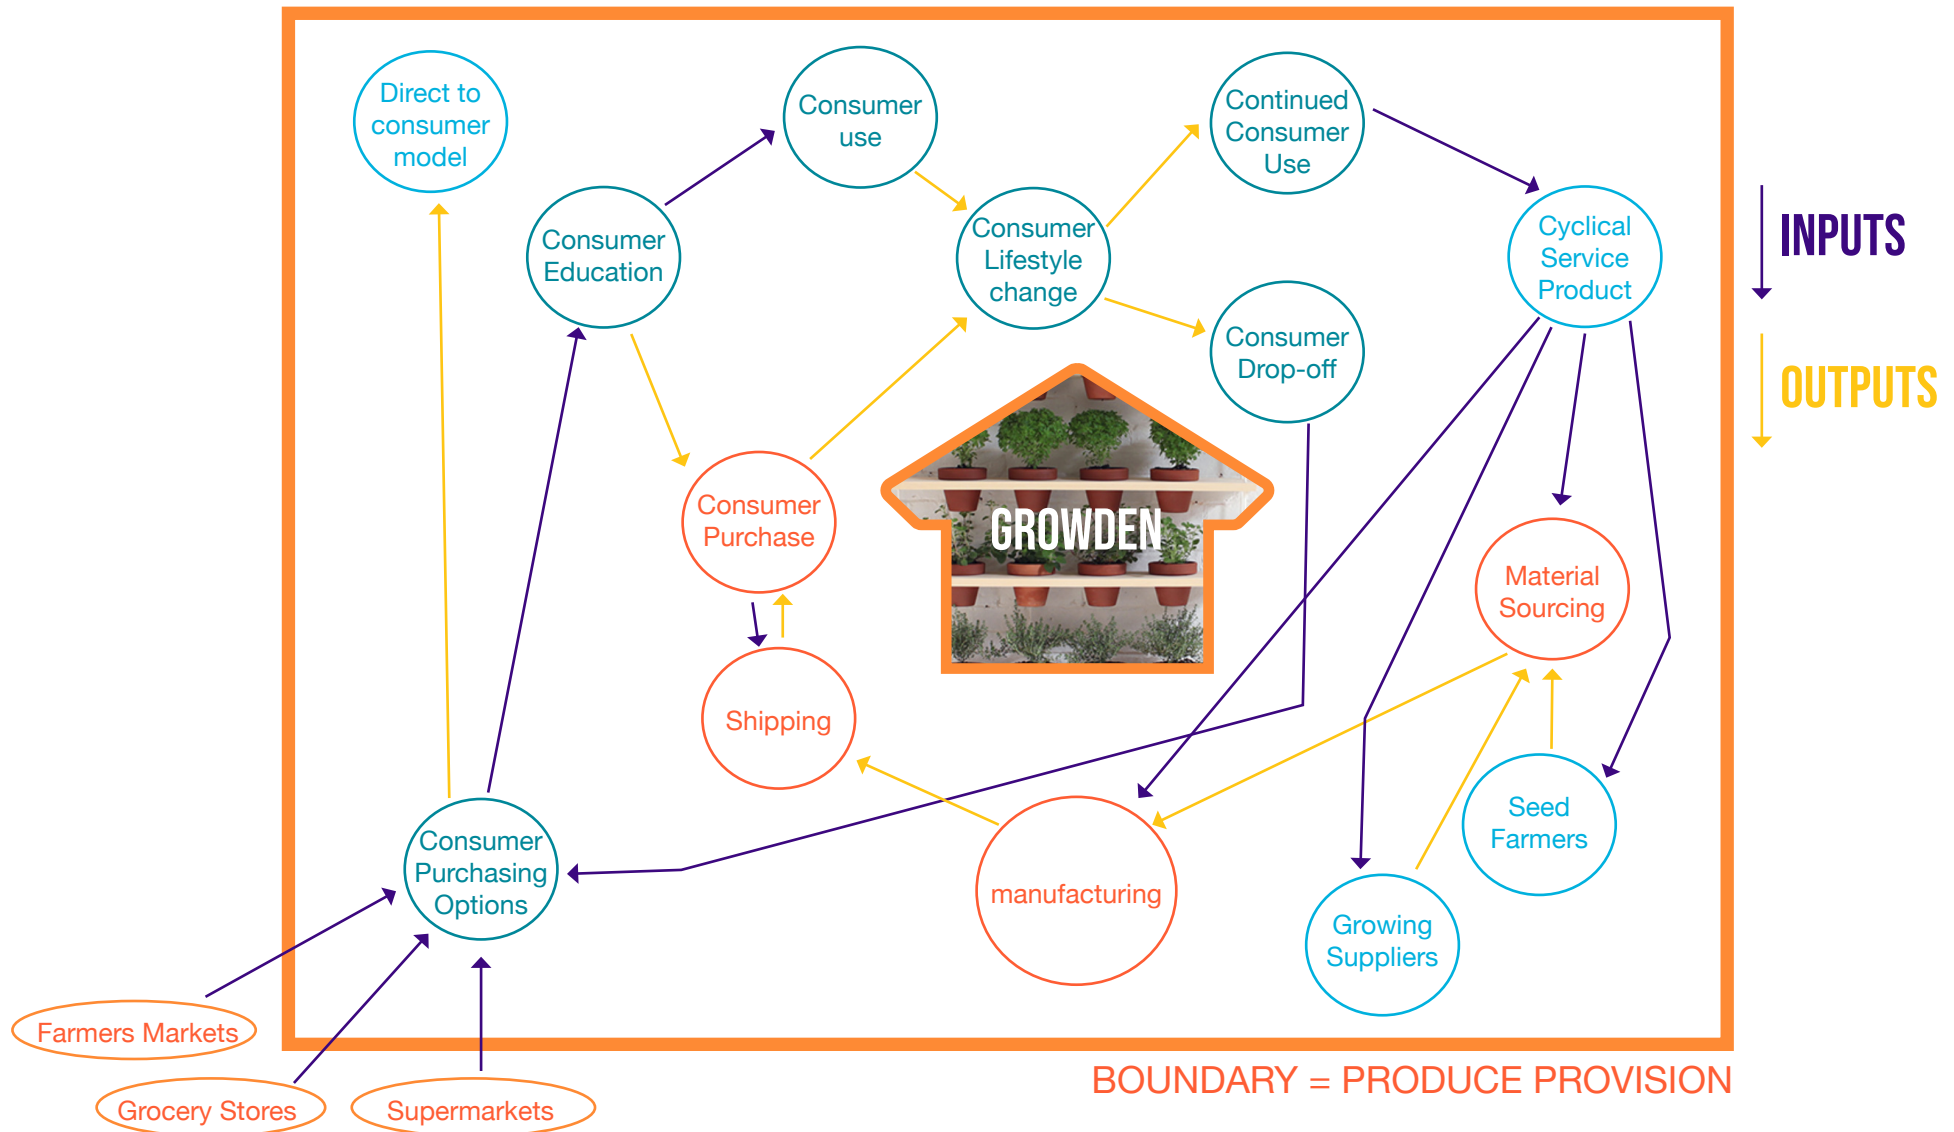 Direct to
consumer
model
Consumer
use
Continued
Consumer
Use
Consumer
Education
Consumer
Lifestyle
change
Cyclical
Service
Product
INPUTS
Consumer
Drop-off
OUTPUTS
Consumer
Purchase
GROWDEN
Material
Sourcing
Shipping
Seed
Farmers
Consumer
Purchasing
Options
manufacturing
Growing
Suppliers
Farmers Markets
Grocery Stores
Supermarkets
BOUNDARY = PRODUCE PROVISION